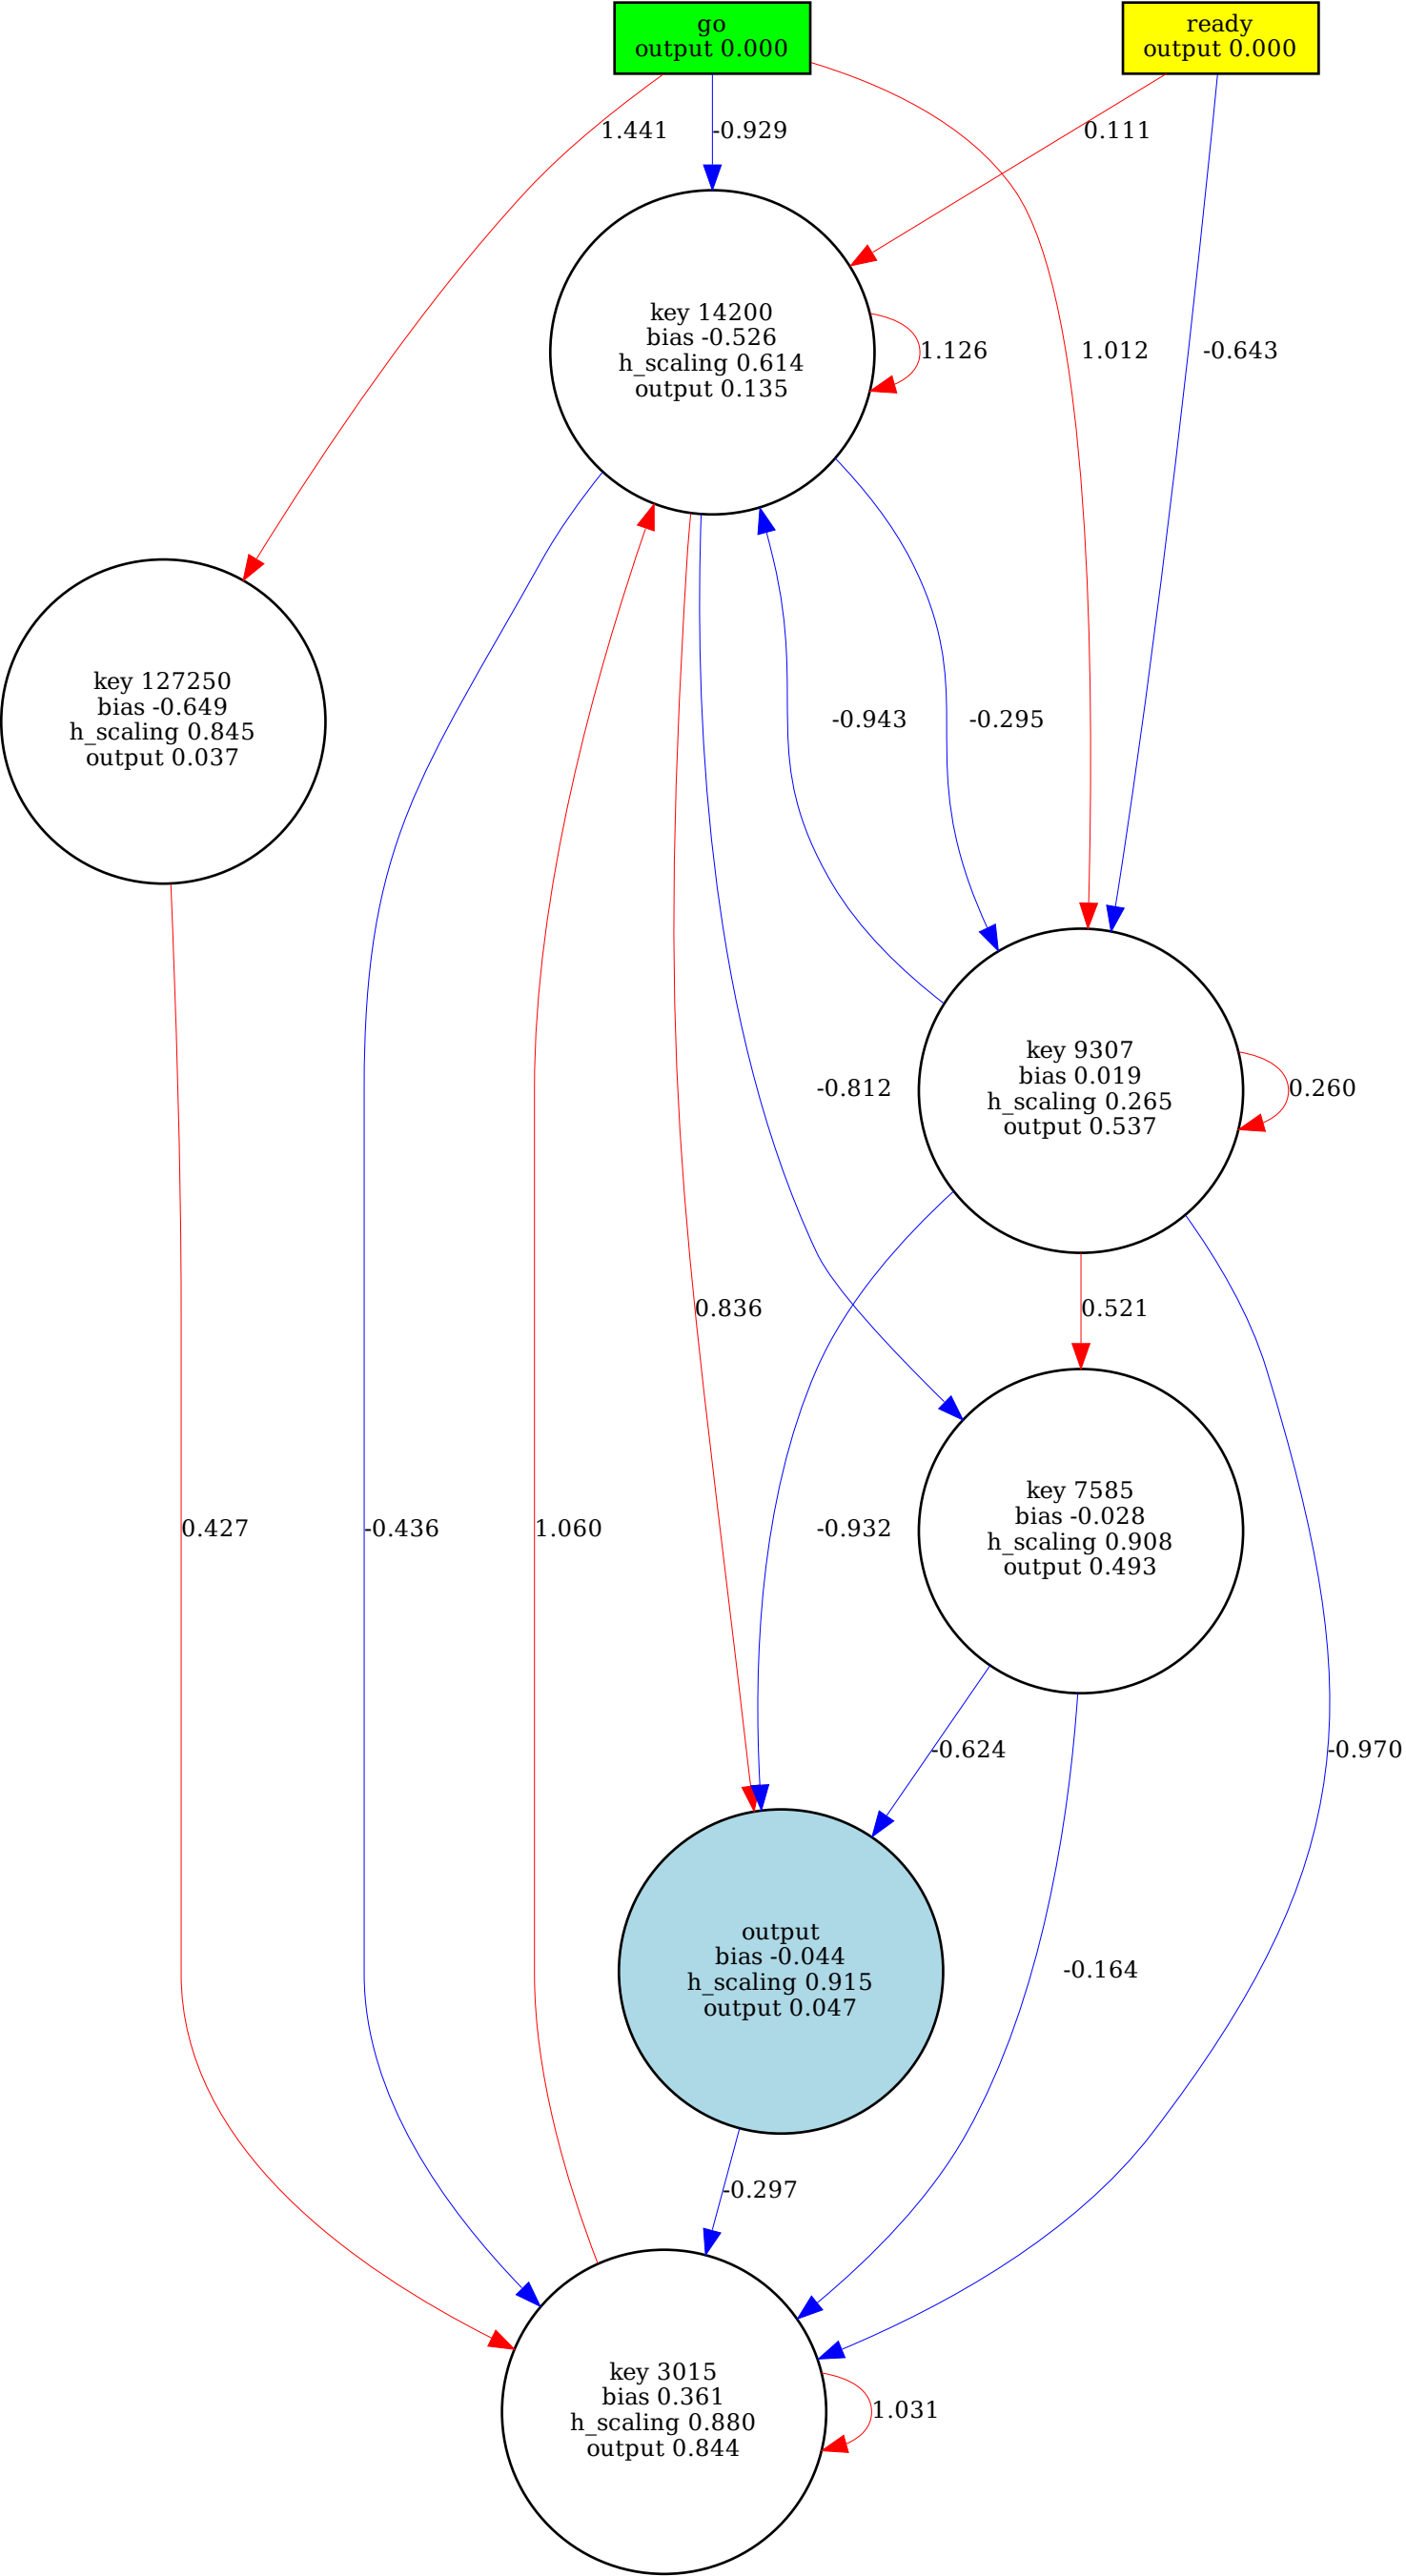 go
output 0.000
ready
output 0.000
1.441
-0.929
0.111
key 14200
bias -0.526
h_scaling 0.614
output 0.135
1.126
1.012
-0.643
key 127250
bias -0.649
h_scaling 0.845
output 0.037
-0.943
-0.295
key 9307
bias 0.019
h_scaling 0.265
output 0.537
-0.812
0.260
0.836
0.521
key 7585
bias -0.028
h_scaling 0.908
output 0.493
0.427
-0.436
1.060
-0.932
-0.624
-0.970
output
bias -0.044
h_scaling 0.915
output 0.047
-0.164
-0.297
key 3015
bias 0.361
h_scaling 0.880
output 0.844
1.031